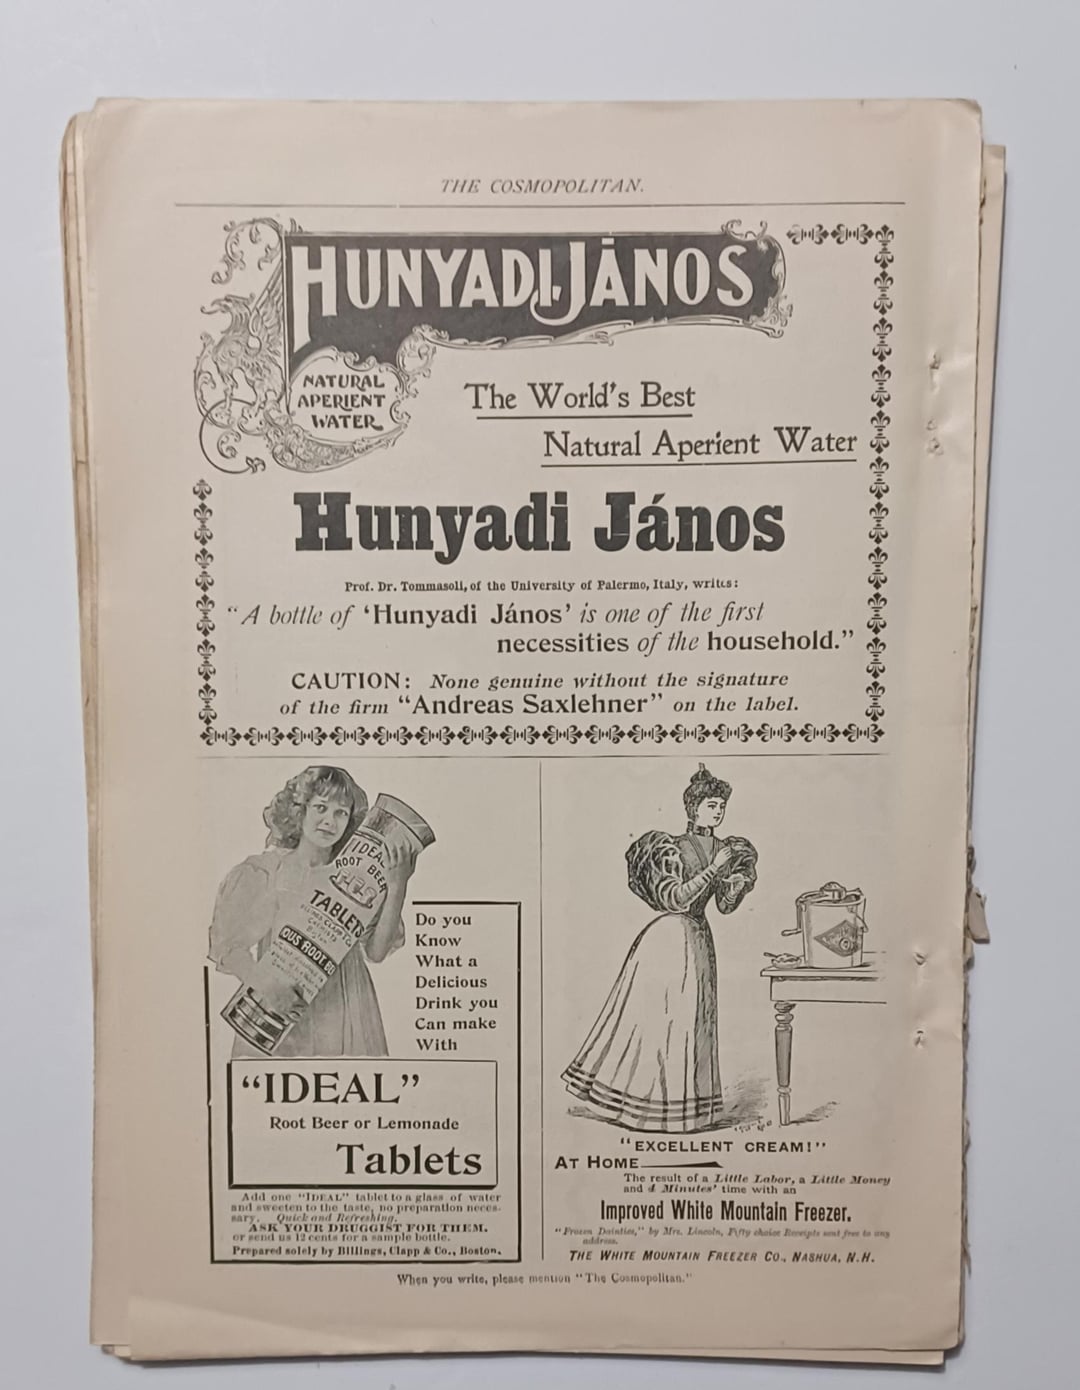 THE COSMOPOLITAN.
HUNYADI JÁNOS
NATURAL
APERIENT
WATER
The World's Best
Natural Aperient Water
Hunyadi János
Prof. Dr. Tommasoli, of the University of Palermo, Italy, writes:
"A bottle of 'Hunyadi János' is one of the first
necessities of the household."
CAUTION: None genuine without the signature
of the firm "Andreas Saxlehner" on the label.
IDEAL
ROOT BEER
TABLETS
OUS ROOT BE
Do you
Know
What a
Delicious
Drink you
Can make
With
"IDEAL"
Root Beer or Lemonade
Tablets
Add one "IDEAL" tablet to a glass of water
and sweeten to the taste, no preparation neces-
sary. Quick and Refreshing.
ASK YOUR DRUGGIST FOR THEM.
or send us 12 cents for a sample bottle.
Prepared solely by Billings, Clapp & Co., Boston.
"EXCELLENT CREAM!"
AT HOME
The result of a Little Labor, a Little Money
and 4 Minutes' time with an
Improved White Mountain Freezer.
"Frozen Dainties," by Mrs. Lincoln, Fifty choice Receipts sent free to any
address.
THE WHITE MOUNTAIN FREEZER CO., NASHUA, N.H.
When you write, please mention "The Cosmopolitan."